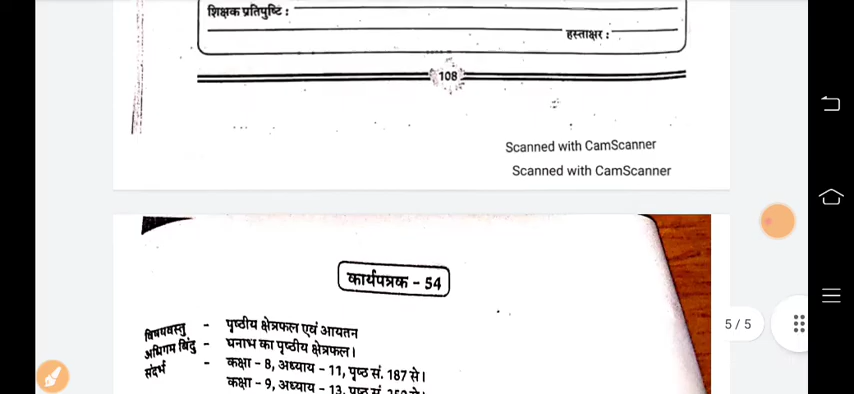 शिक्षक प्रतिपुष्टि :
हस्ताक्षर :
108
Scanned with CamScanner
Scanned with CamScanner
कार्यपत्रक - 54
विषयवस्तु - पृष्ठीय क्षेत्रफल एवं आयतन
अधिगम बिंदु - घनाभ का पृष्ठीय क्षेत्रफल।
संदर्भ - कक्षा - 8, अध्याय - 11, पृष्ठ सं. 187 से।
कक्षा - 9, अध्याय - 13,
5 / 5